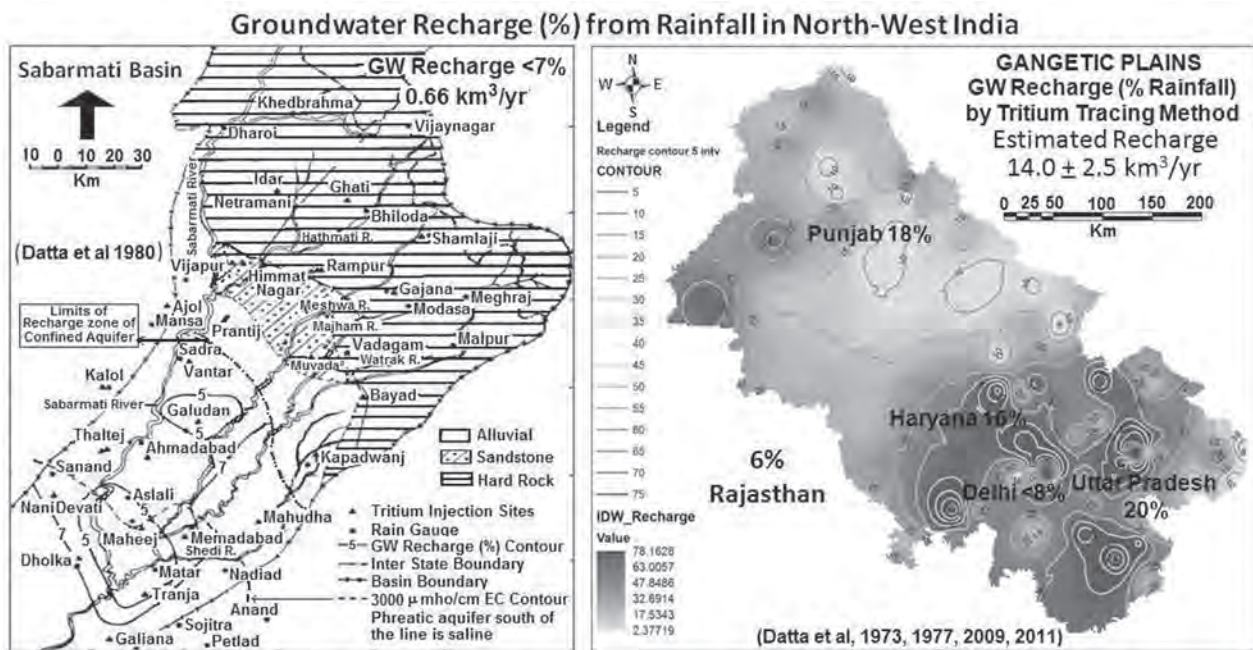 Groundwater Recharge (%) from Rainfall in North-West India
Sabarmati Basin
GW Recharge <7%
0.66 km³/yr
10 0 10 30
Km
Khedbrahma
Dharoi
Vijaynagar
Sabarmati River
Idar
Ghati
Netramani
Bhiloda
Hathmati R.
Shamlaji
(Datta et al 1980)
Vijapur
Himmat
Nagar
Rampur
Gajana
Meghraj
Ajol
Meshwa R.
Modasa
Mansa
Limits of
Recharge zone of
Confined Aquifer
Prantij
Majham R.
Malpur
Sadra
Vadagam
Vantar
Muvada
Watrak R.
Kalol
Bayad
Sabarmati River
5
Galudan
5
Thaltej
Ahmadabad
7
Kapadwanj
Sanand
Aslali
5
Nani Devati
Mahudha
Maheej
Memadabad
7
5
Shedi R.
Dholka
Matar
Nadiad
Tranja
Anand
Sojitra
Galiana
Petlad
Alluvial
Sandstone
Hard Rock
Tritium Injection Sites
Rain Gauge
5 GW Recharge (%) Contour
Inter State Boundary
Basin Boundary
3000 μ mho/cm EC Contour
Phreatic aquifer south of
the line is saline
N
W E
S
GANGETIC PLAINS
GW Recharge (% Rainfall)
by Tritium Tracing Method
Estimated Recharge
14.0 ± 2.5 km³/yr
0 25 50 100 150 200
Km
Legend
Recharge contour 5 intv
CONTOUR
5
10
15
20
25
30
35
40
45
50
55
60
65
70
75
IDW_Recharge
Value
78.1628
63.0057
47.8486
32.6914
17.5343
2.37719
Punjab 18%
Haryana 16%
6%
Rajasthan
Delhi <8%
Uttar Pradesh
20%
(Datta et al, 1973, 1977, 2009, 2011)